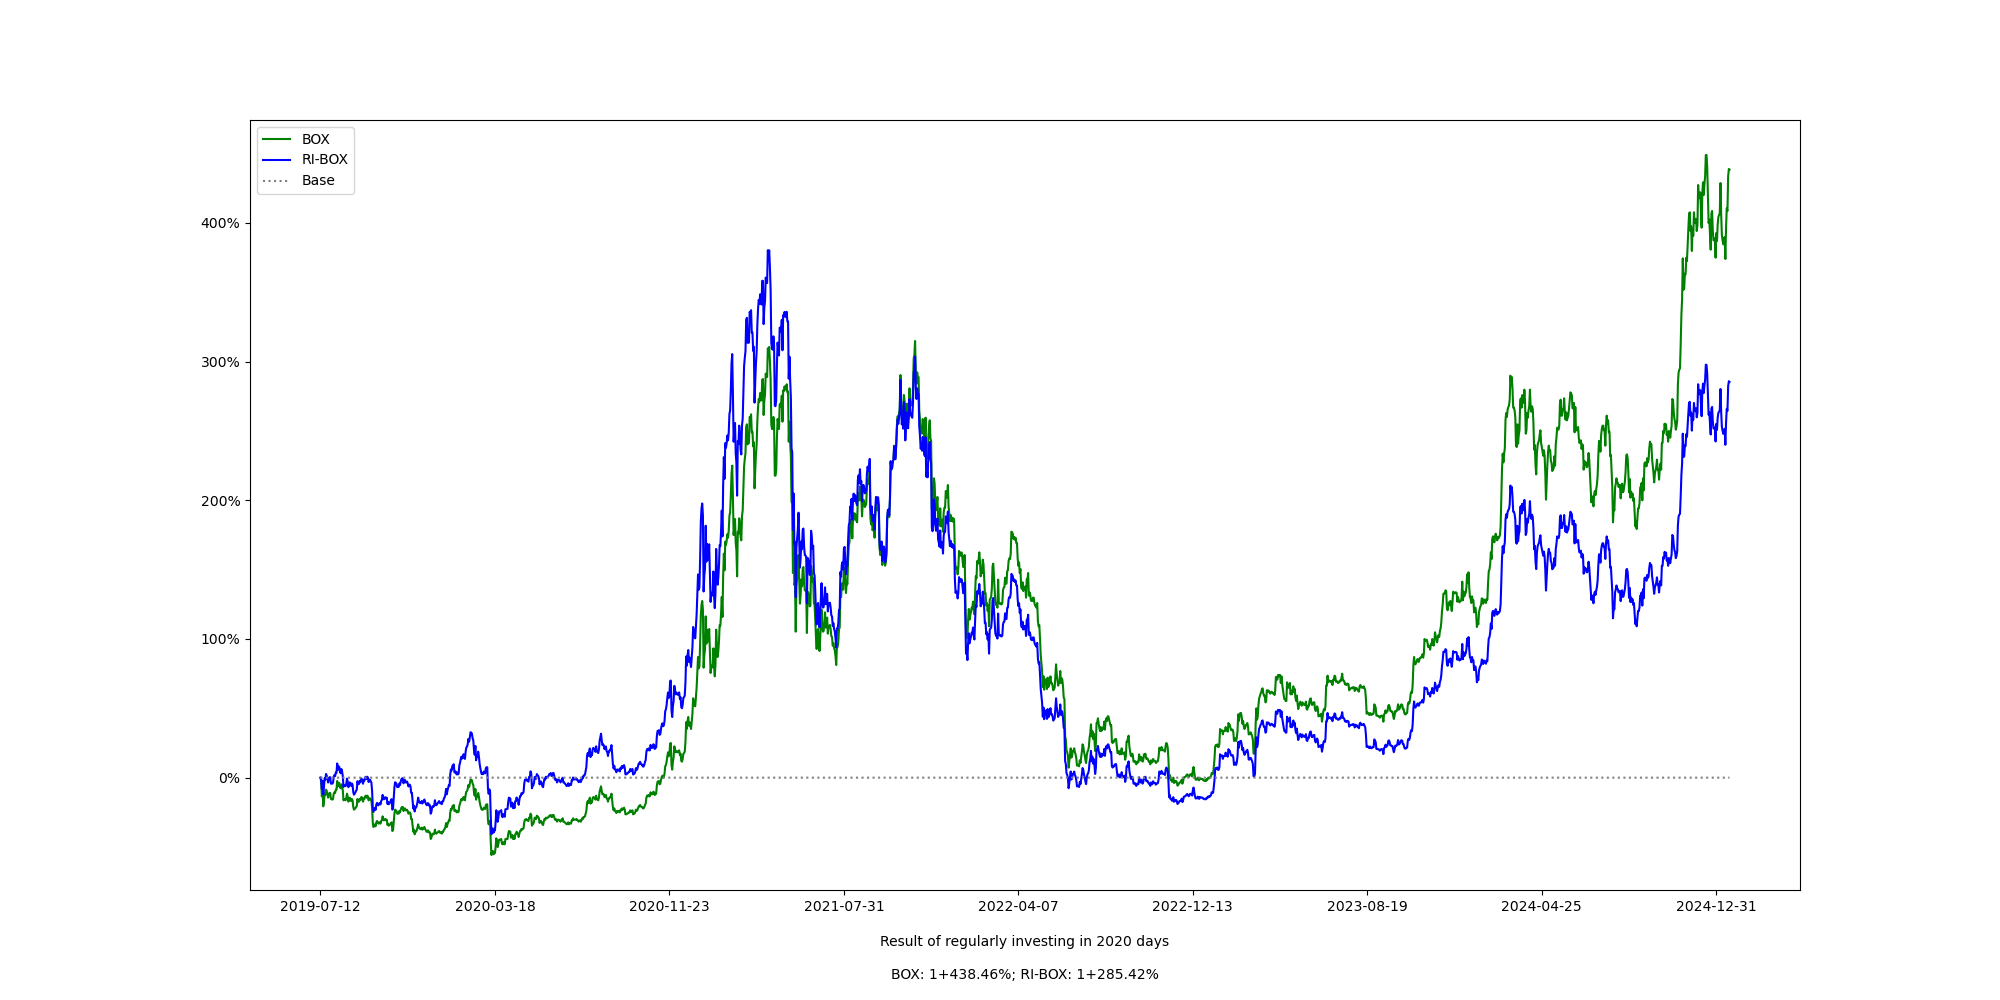 BOX
RI-BOX
Base
400%
300%
200%
100%
0%
2019-07-12 2020-03-18 2020-11-23 2021-07-31 2022-04-07 2022-12-13 2023-08-19 2024-04-25 2024-12-31
Result of regularly investing in 2020 days
BOX: 1+438.46%; RI-BOX: 1+285.42%